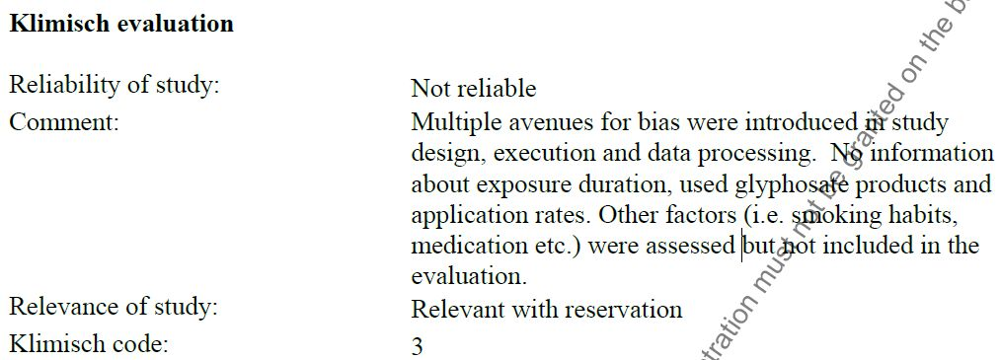 Klimisch evaluation
Reliability of study: Not reliable
Comment: Multiple avenues for bias were introduced in study
design, execution and data processing. No information
about exposure duration, used glyphosate products and
application rates. Other factors (i.e. smoking habits,
medication etc.) were assessed but not included in the
evaluation.
Relevance of study: Relevant with reservation
Klimisch code: 3
must not be granted on the